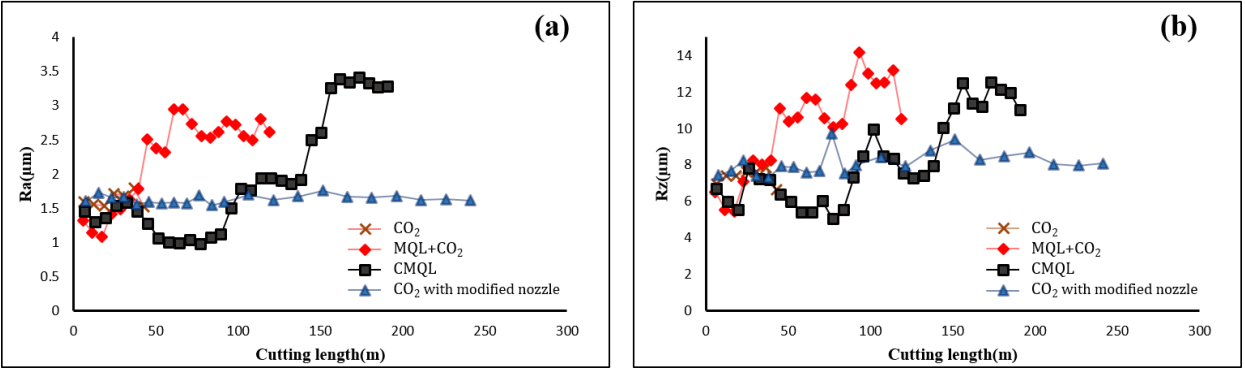 (a)
4
3.5
3
2.5
2
1.5
1
0.5
0
Ra(μm)
CO₂
MQL+CO₂
CMQL
CO₂ with modified nozzle
0 50 100 150 200 250 300
Cutting length(m)
(b)
14
12
10
8
6
4
2
0
Rz(μm)
CO₂
MQL+CO₂
CMQL
CO₂ with modified nozzle
0 50 100 150 200 250 300
Cutting length(m)